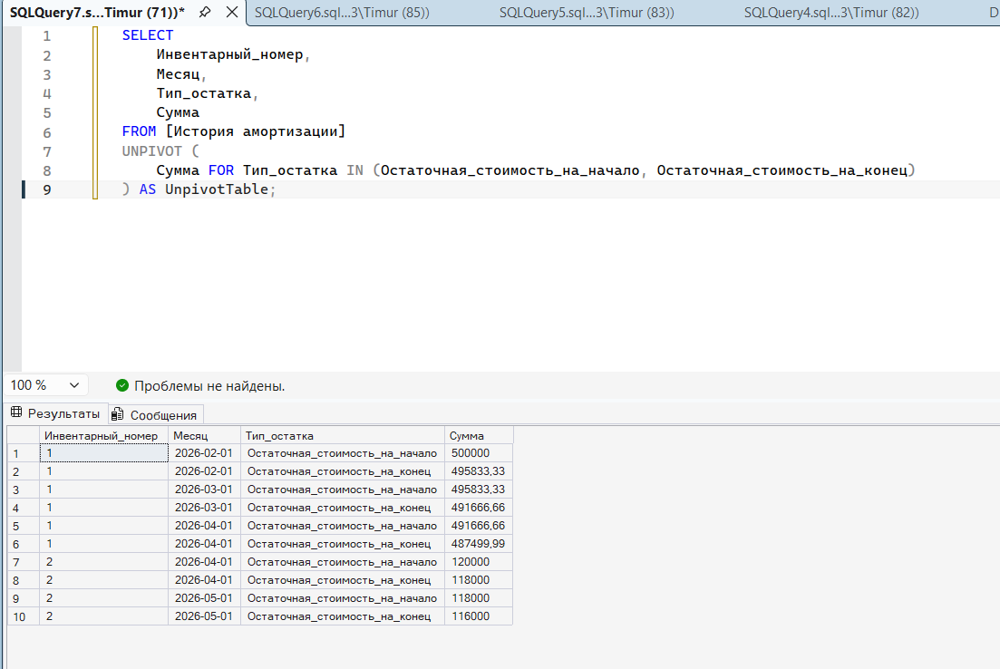 SQLQuery7.s...Timur (71))* SQLQuery6.sql...3\Timur (85)) SQLQuery5.sql...3\Timur (83)) SQLQuery4.sql...3\Timur (82)) D
1 SELECT
2 Инвентарный_номер,
3 Месяц,
4 Тип_остатка,
5 Сумма
6 FROM [История амортизации]
7 UNPIVOT (
8 Сумма FOR Тип_остатка IN (Остаточная_стоимость_на_начало, Остаточная_стоимость_на_конец)
9 ) AS UnpivotTable;
100 % Проблемы не найдены.
Результаты Сообщения
Инвентарный_номер Месяц Тип_остатка Сумма
1 1 2026-02-01 Остаточная_стоимость_на_начало 500000
2 1 2026-02-01 Остаточная_стоимость_на_конец 495833,33
3 1 2026-03-01 Остаточная_стоимость_на_начало 495833,33
4 1 2026-03-01 Остаточная_стоимость_на_конец 491666,66
5 1 2026-04-01 Остаточная_стоимость_на_начало 491666,66
6 1 2026-04-01 Остаточная_стоимость_на_конец 487499,99
7 2 2026-04-01 Остаточная_стоимость_на_начало 120000
8 2 2026-04-01 Остаточная_стоимость_на_конец 118000
9 2 2026-05-01 Остаточная_стоимость_на_начало 118000
10 2 2026-05-01 Остаточная_стоимость_на_конец 116000